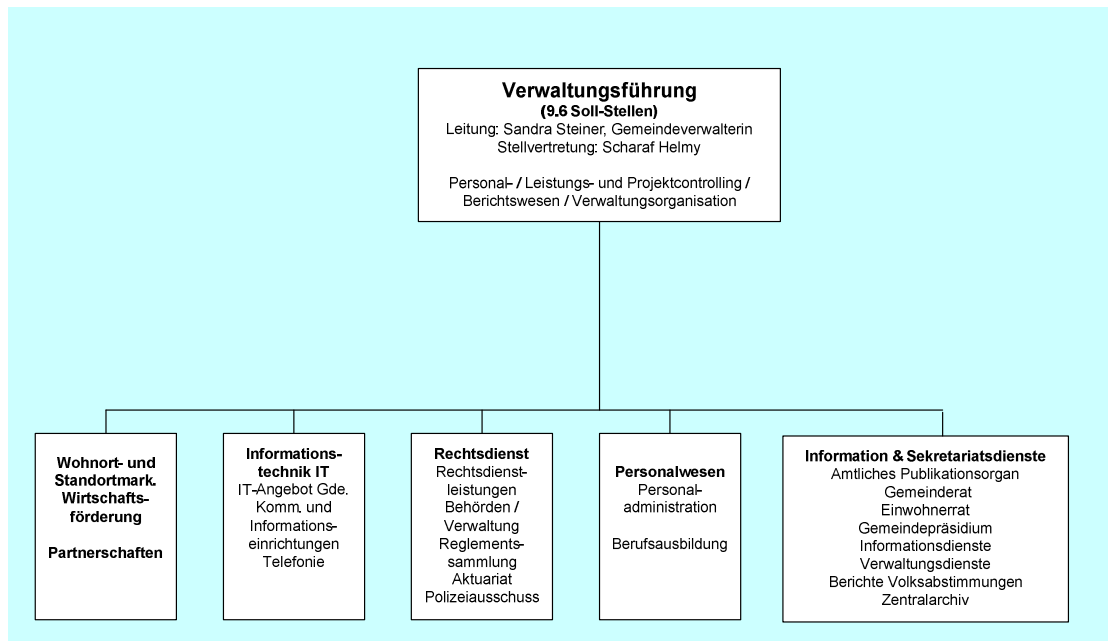 Verwaltungsführung
(9.6 Soll-Stellen)
Leitung: Sandra Steiner, Gemeindeverwalterin
Stellvertretung: Scharaf Helmy
Personal- / Leistungs- und Projektcontrolling /
Berichtswesen / Verwaltungsorganisation
Wohnort- und
Standortmark.
Wirtschafts-
förderung
Partnerschaften
Informations-
technik IT
IT-Angebot Gde.
Komm. und
Informations-
einrichtungen
Telefonie
Rechtsdienst
Rechtsdienst-
leistungen
Behörden /
Verwaltung
Reglements-
sammlung
Aktuariat
Polizeiausschuss
Personalwesen
Personal-
administration
Berufsausbildung
Information & Sekretariatsdienste
Amtliches Publikationsorgan
Gemeinderat
Einwohnerrat
Gemeindepräsidium
Informationsdienste
Verwaltungsdienste
Berichte Volksabstimmungen
Zentralarchiv